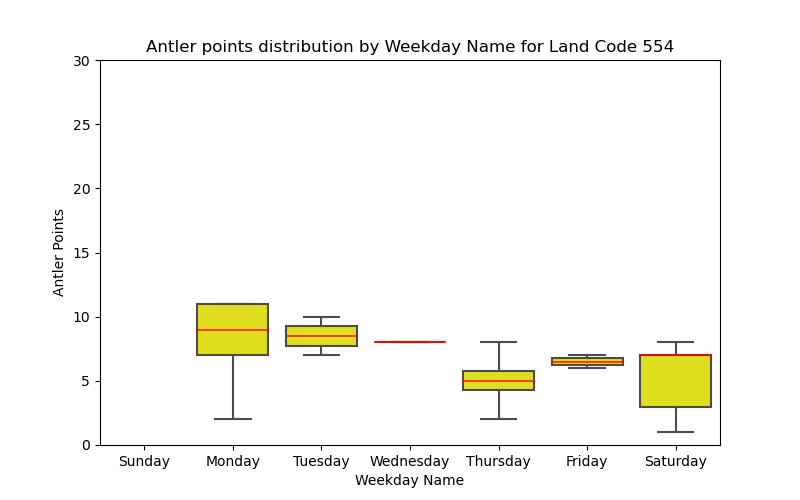 Antler points distribution by Weekday Name for Land Code 554
30
25
20
15
10
5
0
Antler Points
Sunday Monday Tuesday Wednesday Thursday Friday Saturday
Weekday Name